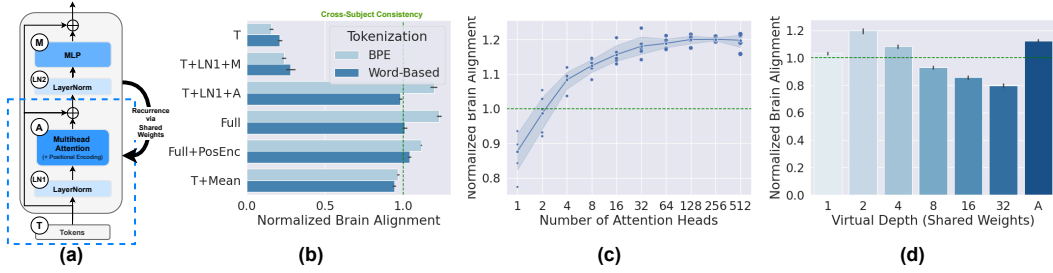 M
MLP
LN2
LayerNorm
A
Multihead
Attention
(+ Positional Encoding)
LN1
LayerNorm
T
Tokens
Recurrence
via
Shared
Weights
(a)
Cross-Subject Consistency
Tokenization
BPE
Word-Based
T
T+LN1+M
T+LN1+A
Full
Full+PosEnc
T+Mean
0.0 0.5 1.0
Normalized Brain Alignment
(b)
Normalized Brain Alignment
1.2
1.1
1.0
0.9
0.8
1 2 4 8 16 32 64 128 256 512
Number of Attention Heads
(c)
Normalized Brain Alignment
1.2
1.0
0.8
0.6
0.4
0.2
0.0
1 2 4 8 16 32 A
Virtual Depth (Shared Weights)
(d)